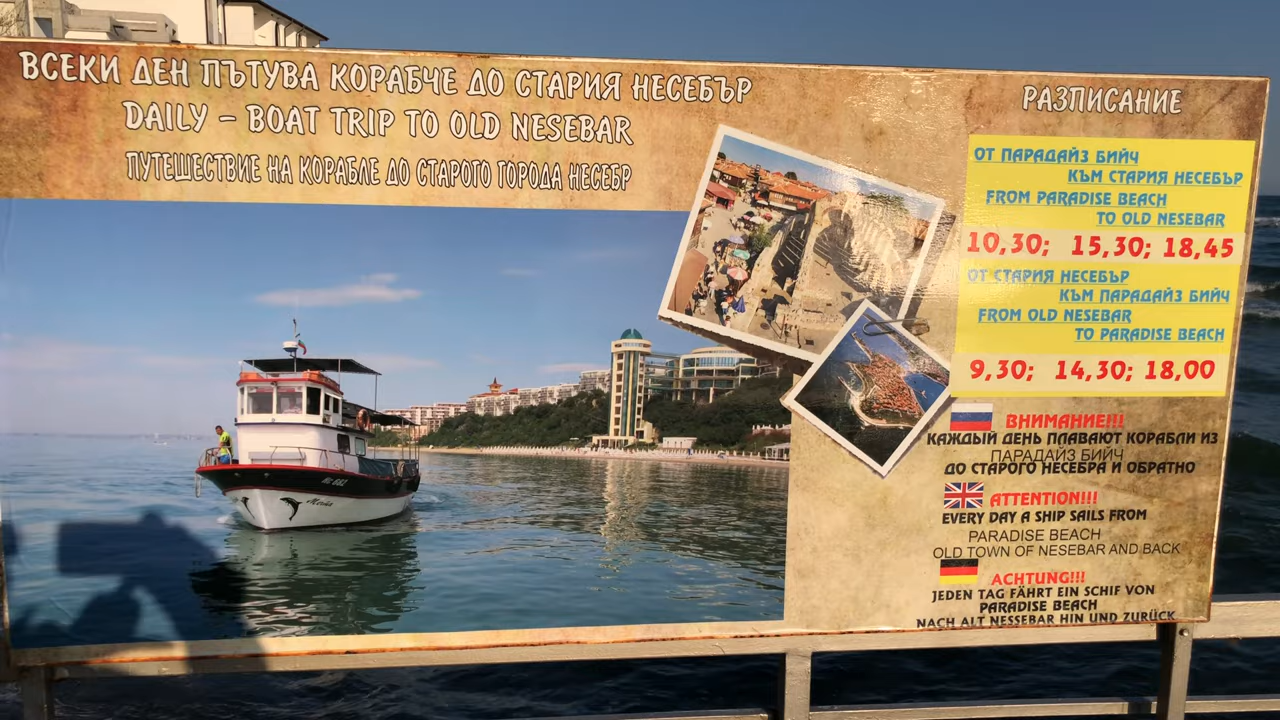 ВСЕКИ ДЕН ПЪТУВА КОРАБЧЕ ДО СТАРИЯ НЕСЕБЪР
DAILY – BOAT TRIP TO OLD NESEBAR
ПУТЕШЕСТВИЕ НА КОРАБЛЕ ДО СТАРОГО ГОРОДА НЕСЕБР
РАЗПИСАНИЕ
ОТ ПАРАДАЙЗ БИЙЧ
КЪМ СТАРИЯ НЕСЕБЪР
FROM PARADISE BEACH
TO OLD NESEBAR
10,30; 15,30; 18,45
ОТ СТАРИЯ НЕСЕБЪР
КЪМ ПАРАДАЙЗ БИЙЧ
FROM OLD NESEBAR
TO PARADISE BEACH
9,30; 14,30; 18,00
ВНИМАНИЕ!!!
КАЖДЫЙ ДЕНЬ ПЛАВАЮТ КОРАБЛИ ИЗ
ПАРАДАЙЗ БИЙЧ
ДО СТАРОГО НЕСЕБРА И ОБРАТНО
ATTENTION!!!
EVERY DAY A SHIP SAILS FROM
PARADISE BEACH
OLD TOWN OF NESEBAR AND BACK
ACHTUNG!!!
JEDEN TAG FÄHRT EIN SCHIF VON
PARADISE BEACH
NACH ALT NESSEBAR HIN UND ZURÜCK